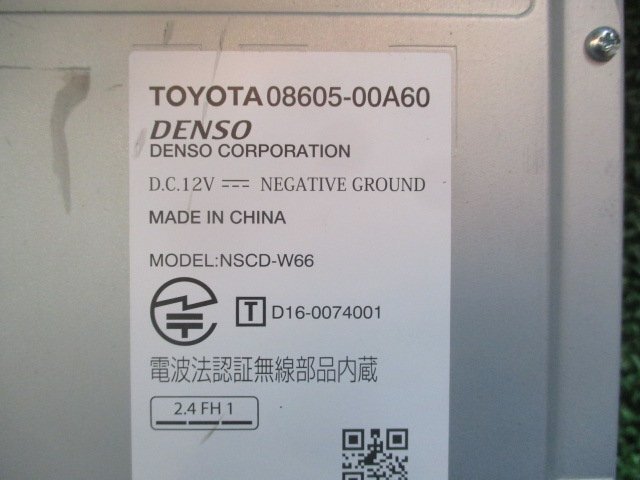 TOYOTA 08605-00A60
DENSO
DENSO CORPORATION
D.C.12V NEGATIVE GROUND
MADE IN CHINA
MODEL:NSCD-W66
T D16-0074001
電波法認証無線部品内蔵
2.4 FH 1